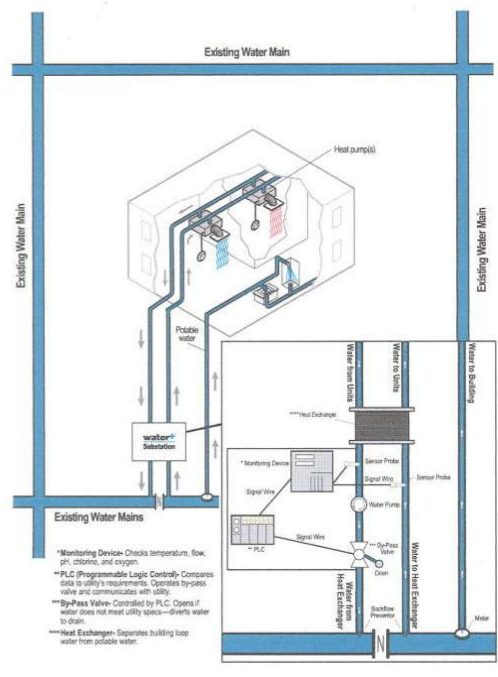 Existing Water Main
Heat pump(s)
Existing Water Main
Existing Water Main
Potable
water
water
Substation
Existing Water Mains
Water from Units
Water to Units
Water to Building
**** Heat Exchanger
* Monitoring Device
Sensor Probe
Signal Wire
Sensor Probe
Signal Wire
Water Pump
Signal Wire
** PLC
*** By-Pass
Valve
Drain
Water from
Heat Exchanger
Water to Heat Exchanger
Backflow
Preventor
Meter
N
N
*Monitoring Device- Checks temperature, flow,
pH, chlorine, and oxygen.
**PLC (Programmable Logic Control)- Compares
data to utility's requirements. Operates by-pass
valve and communicates with utility.
***By-Pass Valve- Controlled by PLC. Opens if
water does not meet utility specs—diverts water
to drain.
****Heat Exchanger- Separates building loop
water from potable water.